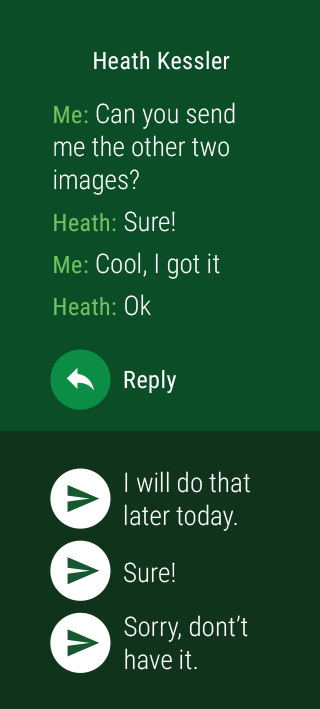 Heath Kessler
Me: Can you send
me the other two
images?
Heath: Sure!
Me: Cool, I got it
Heath: Ok
Reply
I will do that
later today.
Sure!
Sorry, dont't
have it.